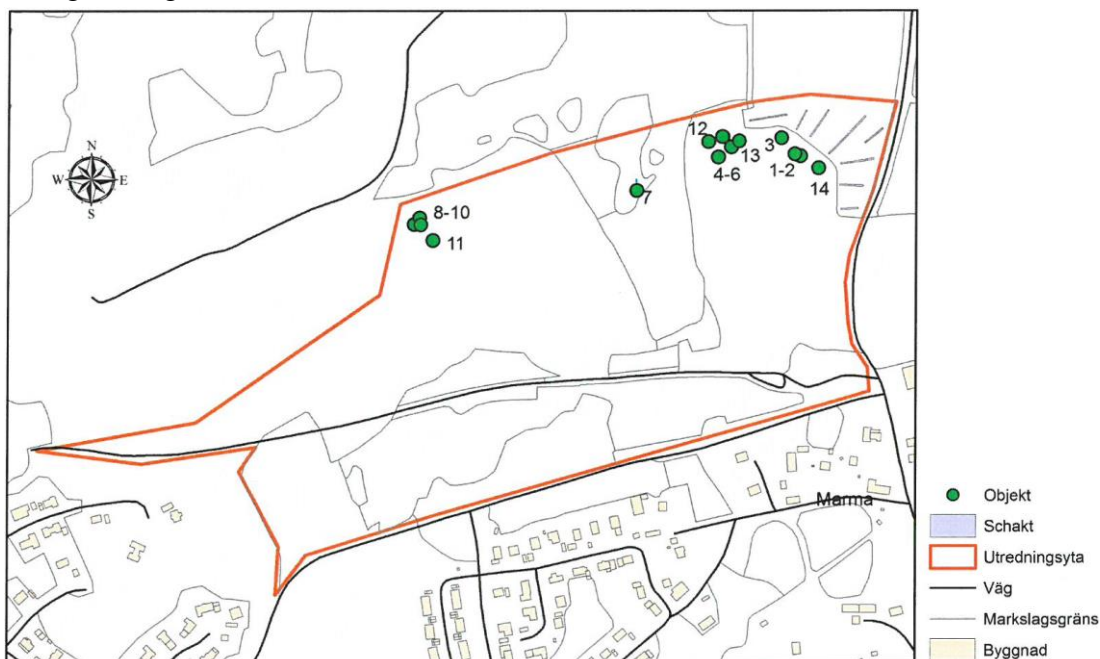 N
W E
S
12
3
13
4-6
1-2
14
7
8-10
11
Marma
Objekt
Schakt
Utredningsyta
Väg
Markslagsgräns
Byggnad